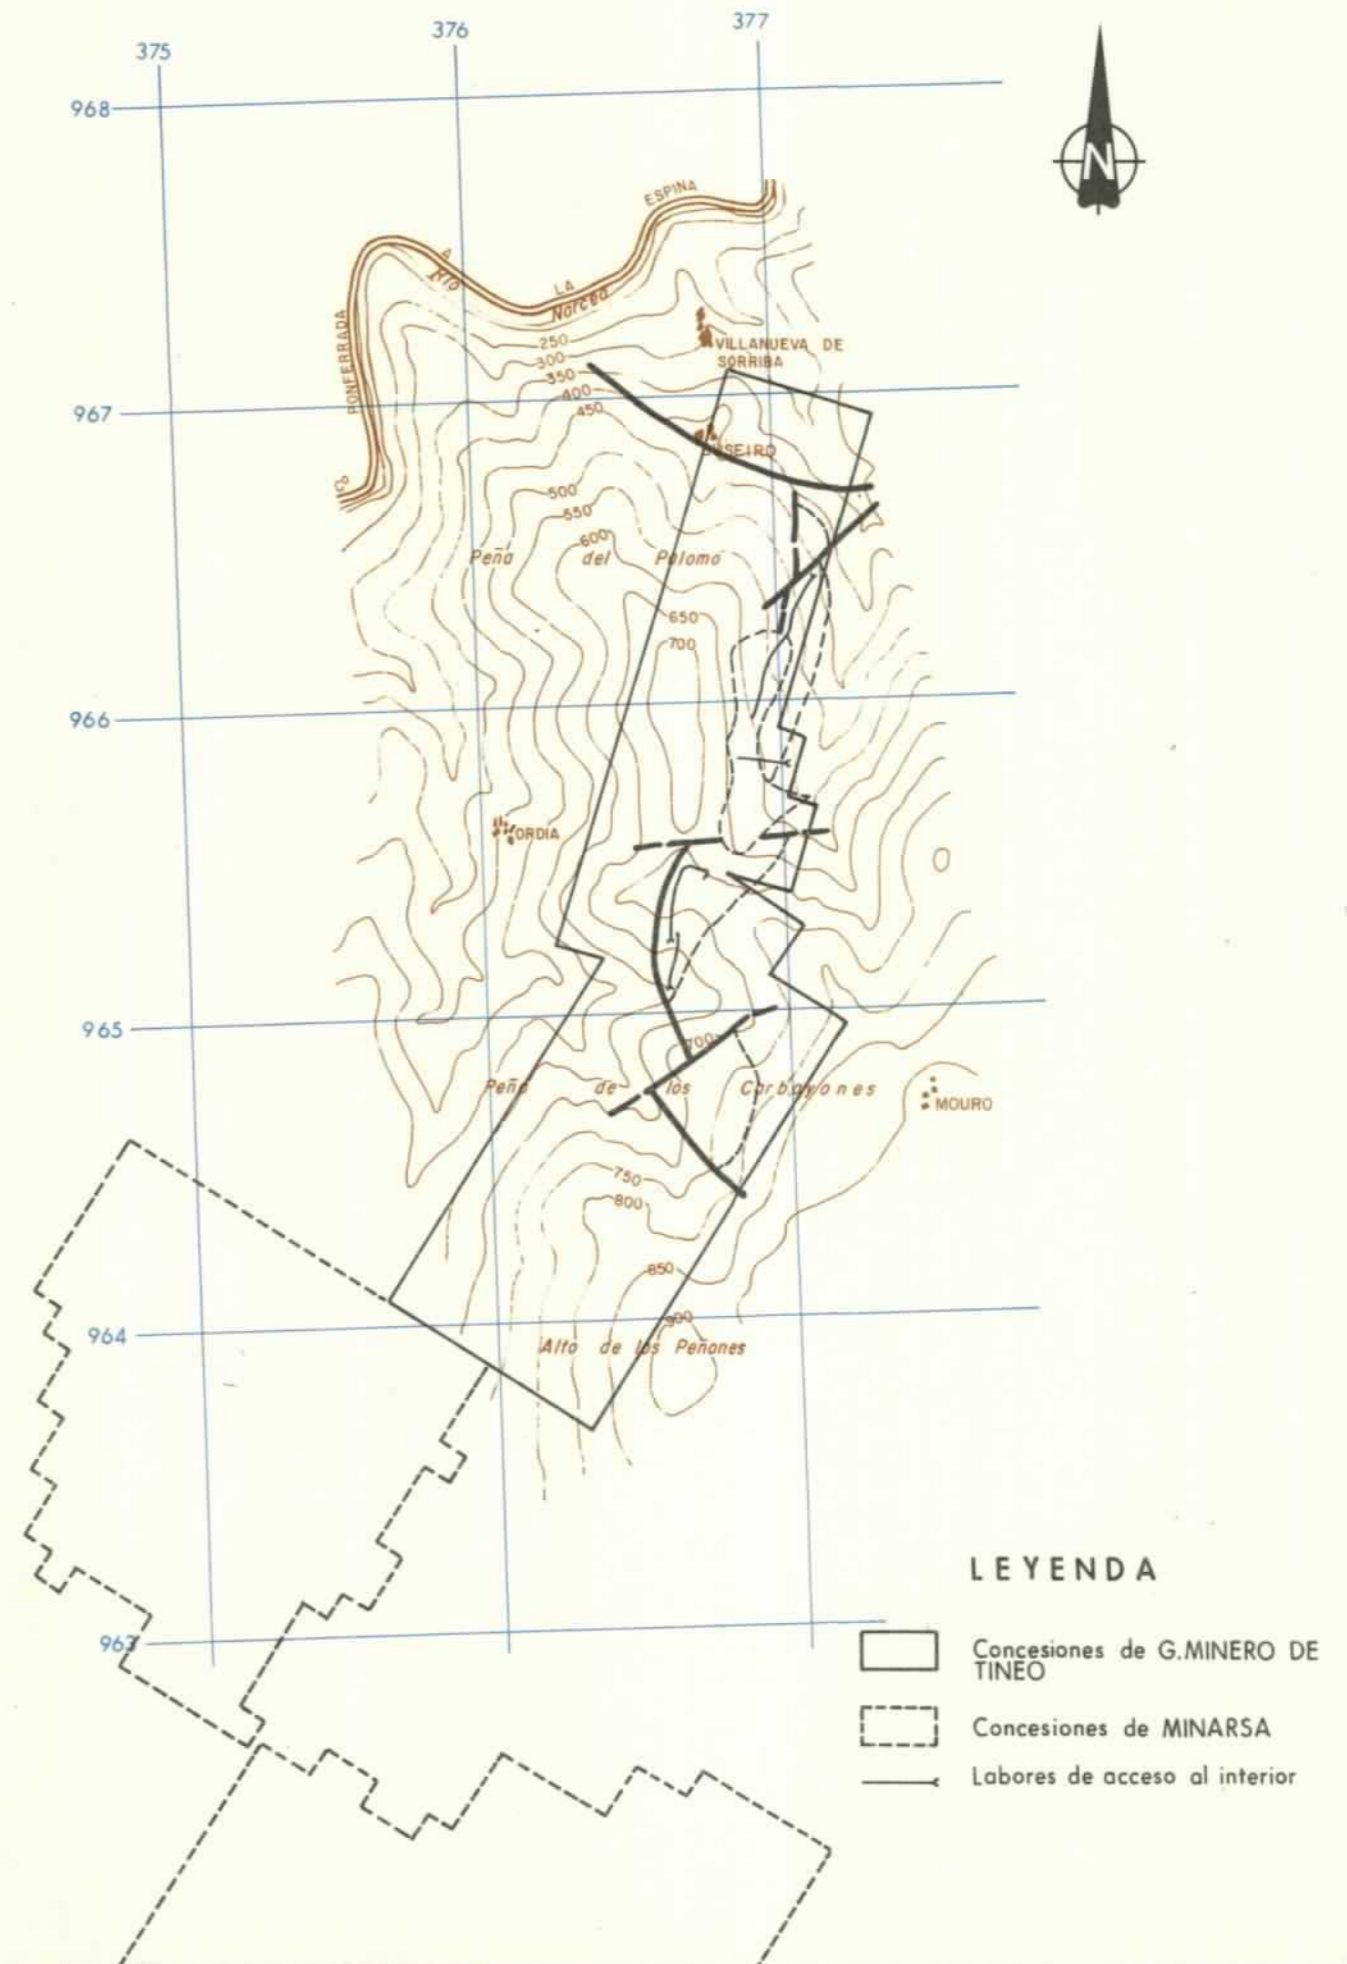 375
376
377
968
N
ESPINA
A
Río
LA
Narcea
PONFERRADA
250
VILLANUEVA DE
SORRIBA
300
350
400
450
967
500
550
600
Peña del Palomo
650
700
966
ORDIA
965
700
Peña de los Carbayones
MOURO
750
800
850
900
964
Alto de los Peñones
963
LEYENDA
Concesiones de G.MINERO DE
TINEO
Concesiones de MINARSA
Labores de acceso al interior